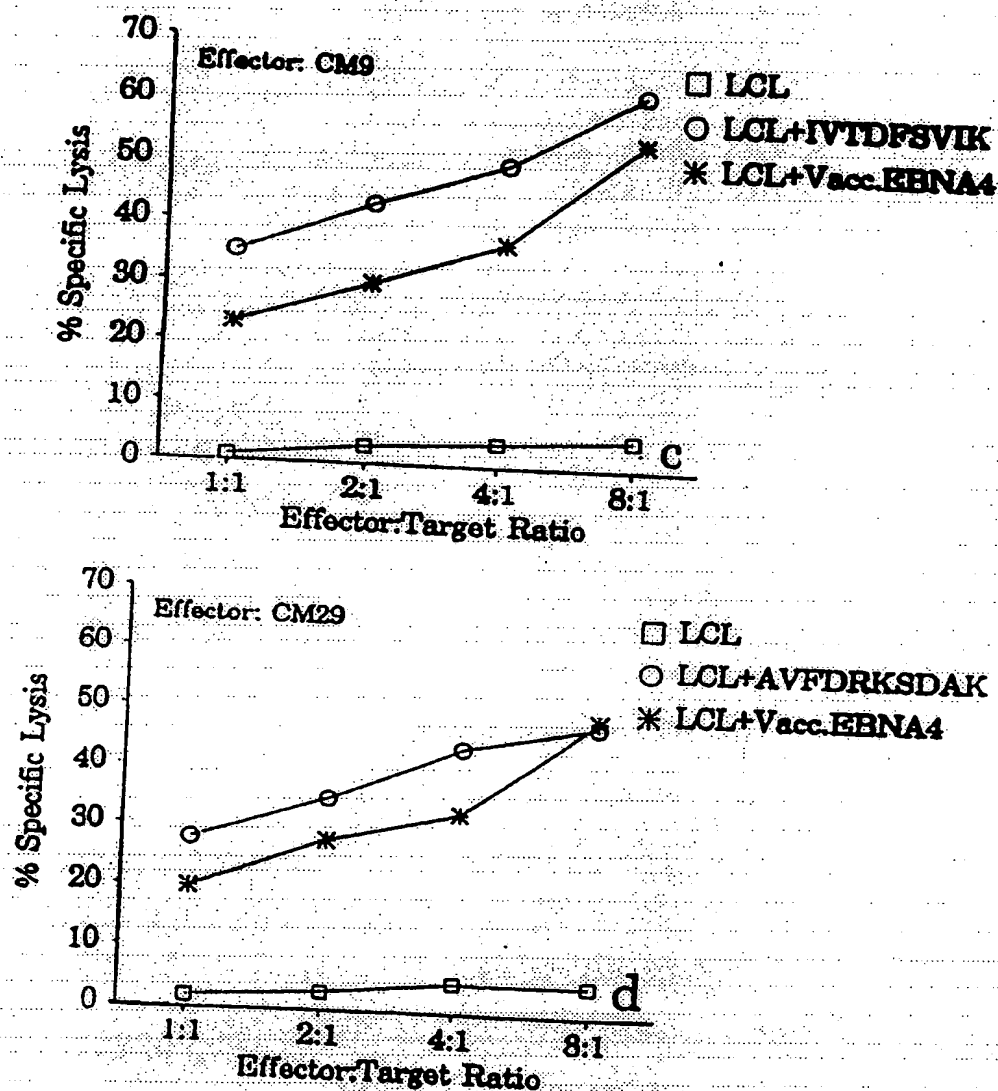 70
Effector: CM9
60
50
40
30
20
10
0
% Specific Lysis
LCL
LCL+IVTDFSVIK
LCL+Vacc.EBNA4
c
1:1 2:1 4:1 8:1
Effector:Target Ratio
70
Effector: CM29
60
50
40
30
20
10
0
% Specific Lysis
LCL
LCL+AVFDRKSDAK
LCL+Vacc.EBNA4
d
1:1 2:1 4:1 8:1
Effector:Target Ratio